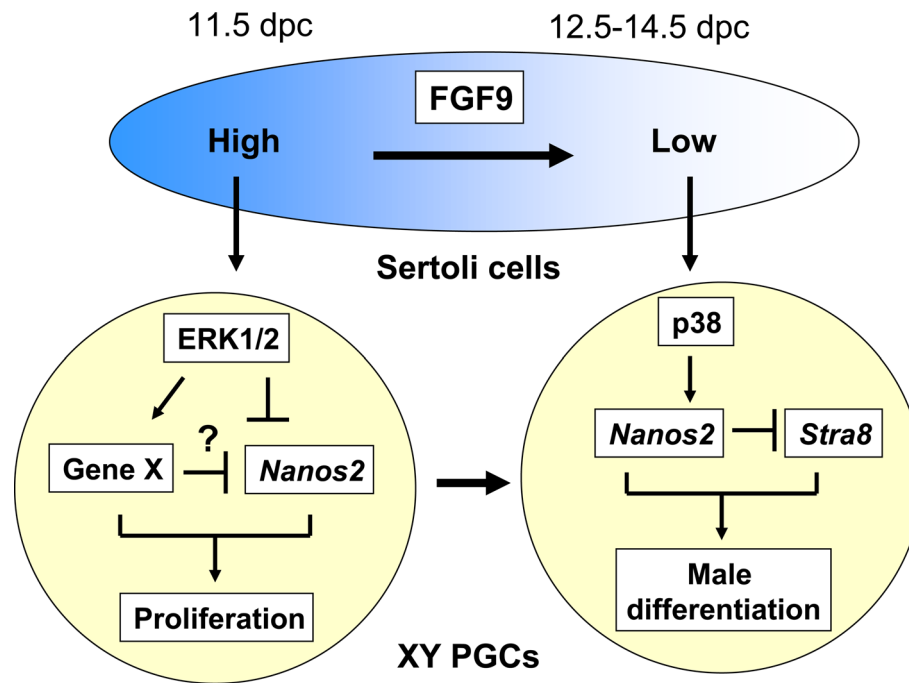 11.5 dpc
12.5-14.5 dpc
FGF9
High
Low
Sertoli cells
ERK1/2
?
Gene X
Nanos2
Proliferation
p38
Nanos2
Stra8
Male
differentiation
XY PGCs